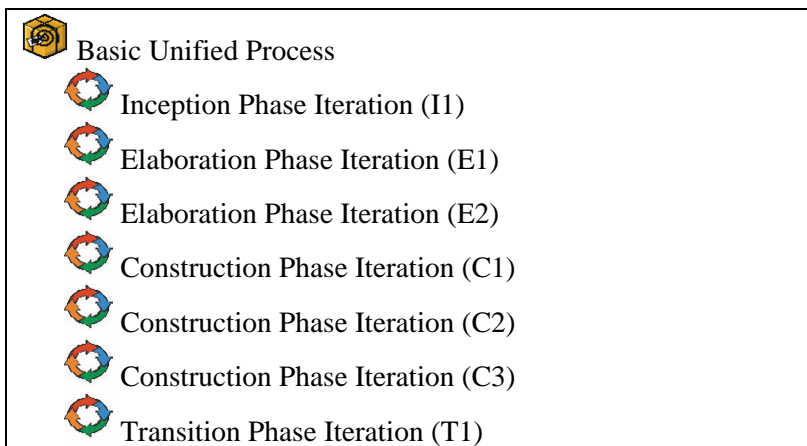 Basic Unified Process
Inception Phase Iteration (I1)
Elaboration Phase Iteration (E1)
Elaboration Phase Iteration (E2)
Construction Phase Iteration (C1)
Construction Phase Iteration (C2)
Construction Phase Iteration (C3)
Transition Phase Iteration (T1)